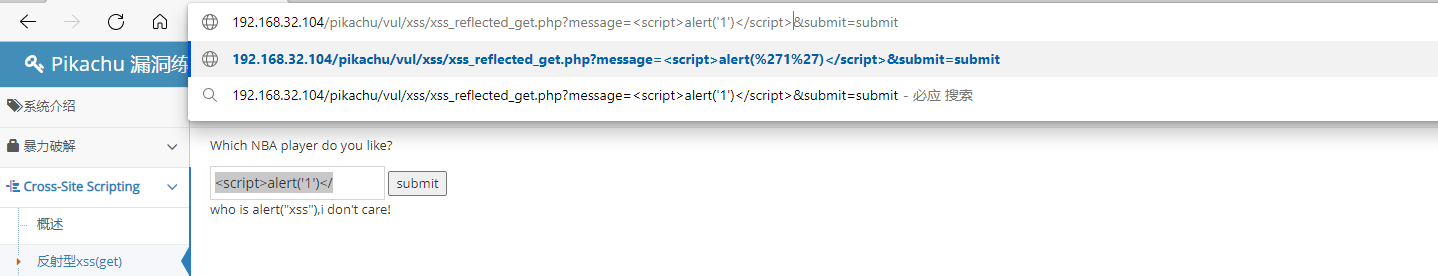 192.168.32.104/pikachu/vul/xss/xss_reflected_get.php?message=<script>alert('1')</script>&submit=submit
192.168.32.104/pikachu/vul/xss/xss_reflected_get.php?message=<script>alert(%271%27)</script>&submit=submit
192.168.32.104/pikachu/vul/xss/xss_reflected_get.php?message=<script>alert('1')</script>&submit=submit - 必应 搜索
Pikachu 漏洞练
系统介绍
暴力破解
Cross-Site Scripting
概述
反射型xss(get)
Which NBA player do you like?
<script>alert('1')</
submit
who is alert("xss"),i don't care!